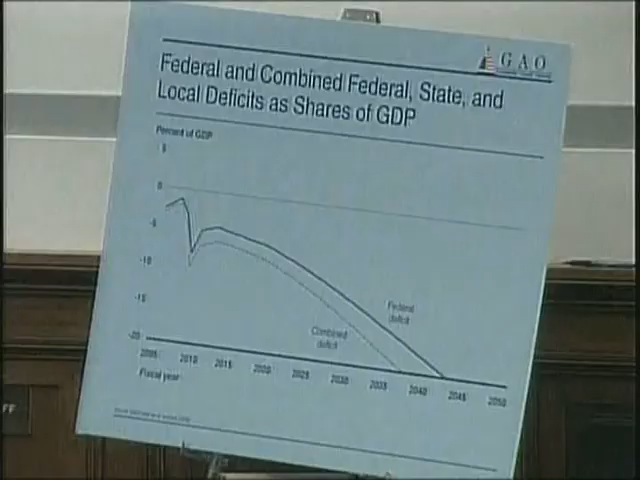 GAO
Federal and Combined Federal, State, and
Local Deficits as Shares of GDP
Percent of GDP
5
0
-5
-10
-15
-20
Federal
deficit
Combined
deficit
2005 2010 2015 2020 2025 2030 2035 2040 2045 2050
Fiscal year
FF